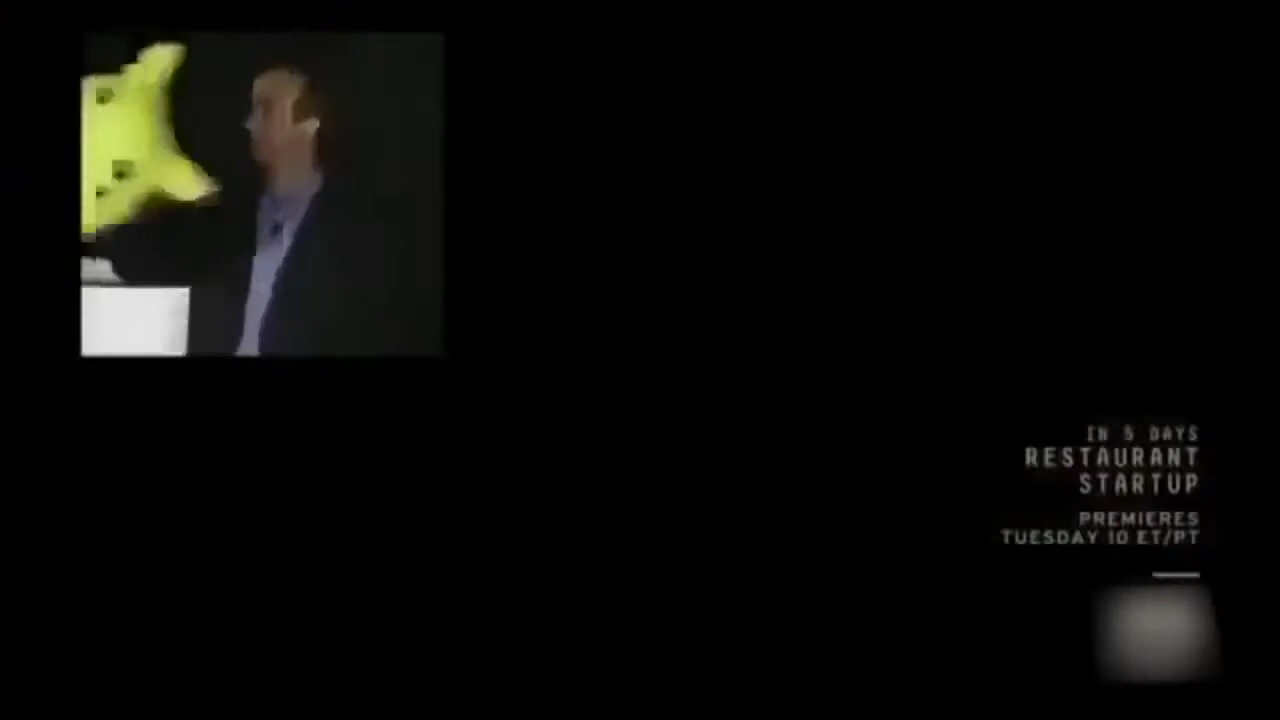 IN 5 DAYS
RESTAURANT
STARTUP
PREMIERES
TUESDAY 10 ET/PT